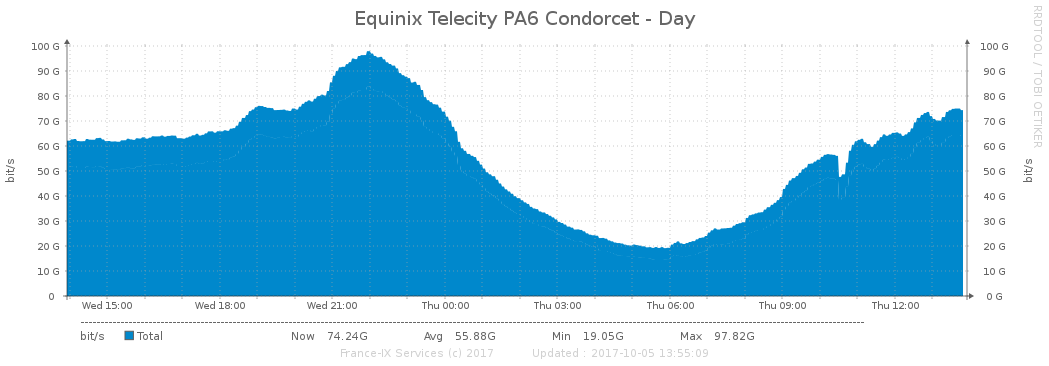 Equinix Telecity PA6 Condorcet - Day
RRDTOOL / TOBI OETIKER
bit/s
100 G
90 G
80 G
70 G
60 G
50 G
40 G
30 G
20 G
10 G
0
100 G
90 G
80 G
70 G
60 G
50 G
40 G
30 G
20 G
10 G
0 G
bit/s
Wed 15:00 Wed 18:00 Wed 21:00 Thu 00:00 Thu 03:00 Thu 06:00 Thu 09:00 Thu 12:00
bit/s Total Now 74.24G Avg 55.88G Min 19.05G Max 97.82G
France-IX Services (c) 2017 Updated : 2017-10-05 13:55:09